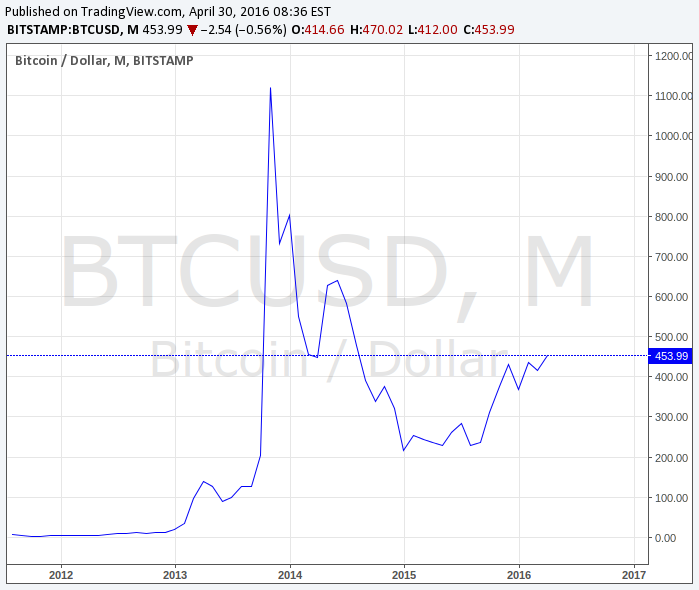 Published on TradingView.com, April 30, 2016 08:36 EST
BITSTAMP:BTCUSD, M 453.99 ▼ −2.54 (−0.56%) O:414.66 H:470.02 L:412.00 C:453.99
Bitcoin / Dollar, M, BITSTAMP
BTCUSD, M
Bitcoin / Dollar
1200.00
1100.00
1000.00
900.00
800.00
700.00
600.00
500.00
453.99
400.00
300.00
200.00
100.00
0.00
2012 2013 2014 2015 2016 2017